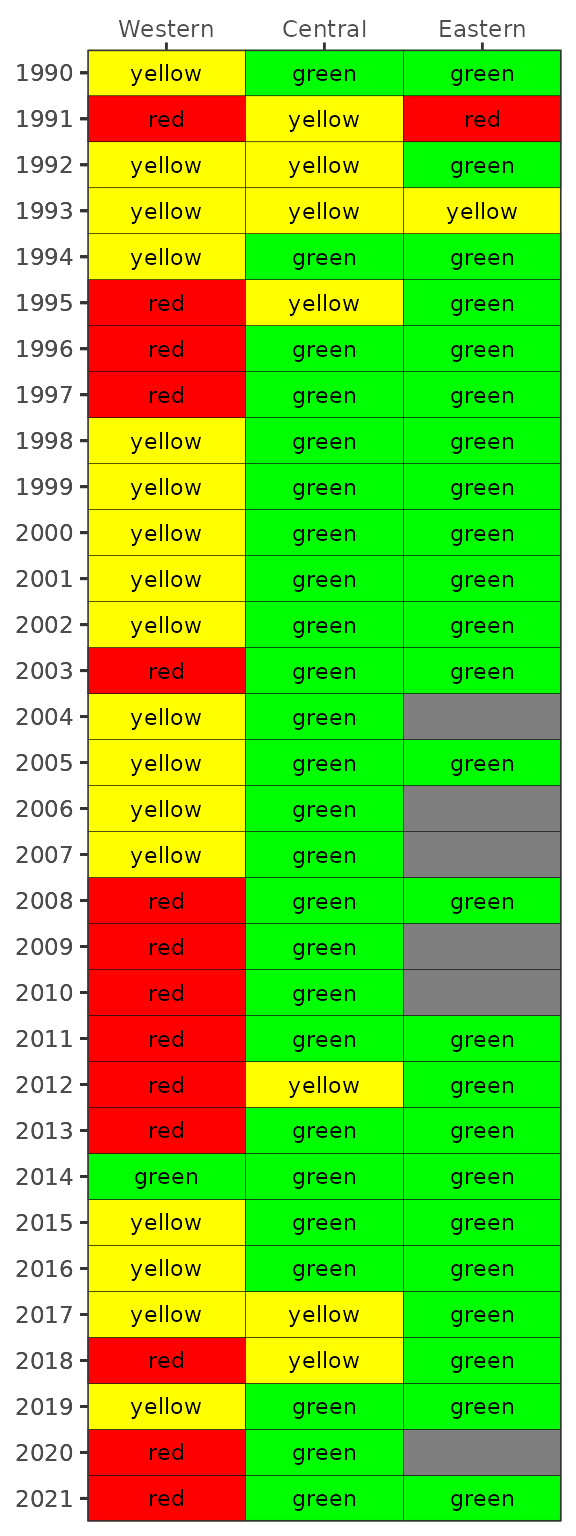 Western Central Eastern
1990 yellow green green
1991 red yellow red
1992 yellow yellow green
1993 yellow yellow yellow
1994 yellow green green
1995 red yellow green
1996 red green green
1997 red green green
1998 yellow green green
1999 yellow green green
2000 yellow green green
2001 yellow green green
2002 yellow green green
2003 red green green
2004 yellow green
2005 yellow green green
2006 yellow green
2007 yellow green
2008 red green green
2009 red green
2010 red green
2011 red green green
2012 red yellow green
2013 red green green
2014 green green green
2015 yellow green green
2016 yellow green green
2017 yellow yellow green
2018 red yellow green
2019 yellow green green
2020 red green
2021 red green green